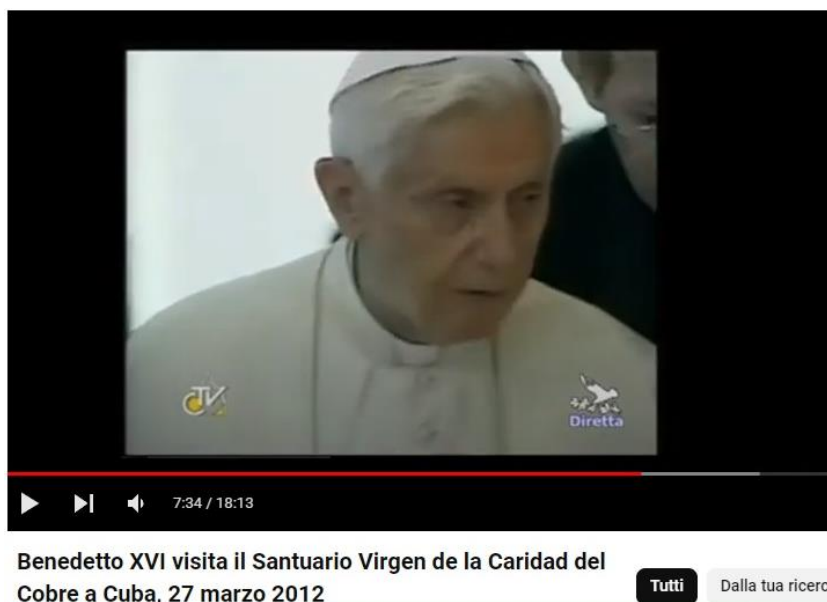 CTV
Diretta
7:34 / 18:13
Benedetto XVI visita il Santuario Virgen de la Caridad del
Cobre a Cuba, 27 marzo 2012
Tutti
Dalla tua ricerc